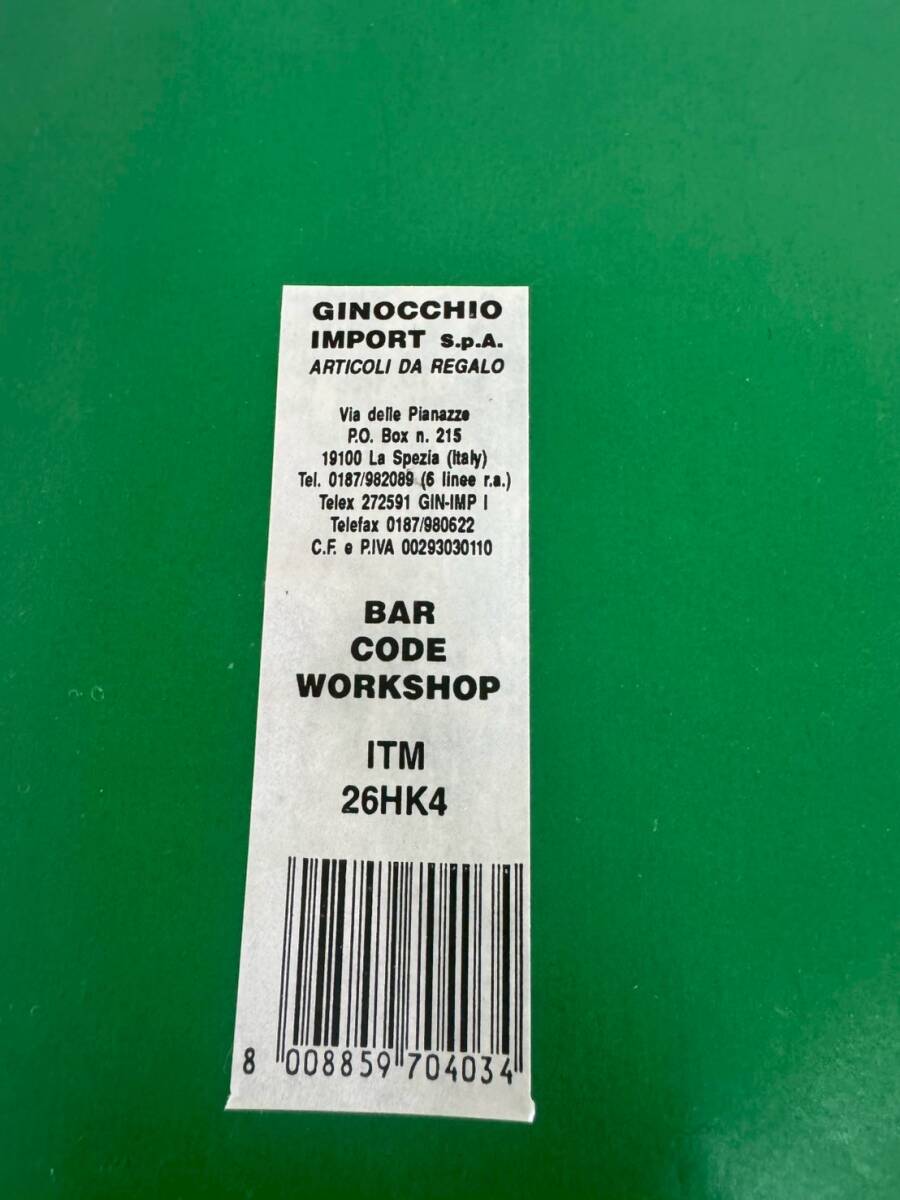 GINOCCHIO
IMPORT S.p.A.
ARTICOLI DA REGALO
Via delle Pianazze
P.O. Box n. 215
19100 La Spezia (Italy)
Tel. 0187/982089 (6 linee r.a.)
Telex 272591 GIN-IMP I
Telefax 0187/980622
C.F. e P.IVA 00293030110
BAR
CODE
WORKSHOP
ITM
26HK4
8 008859 704034